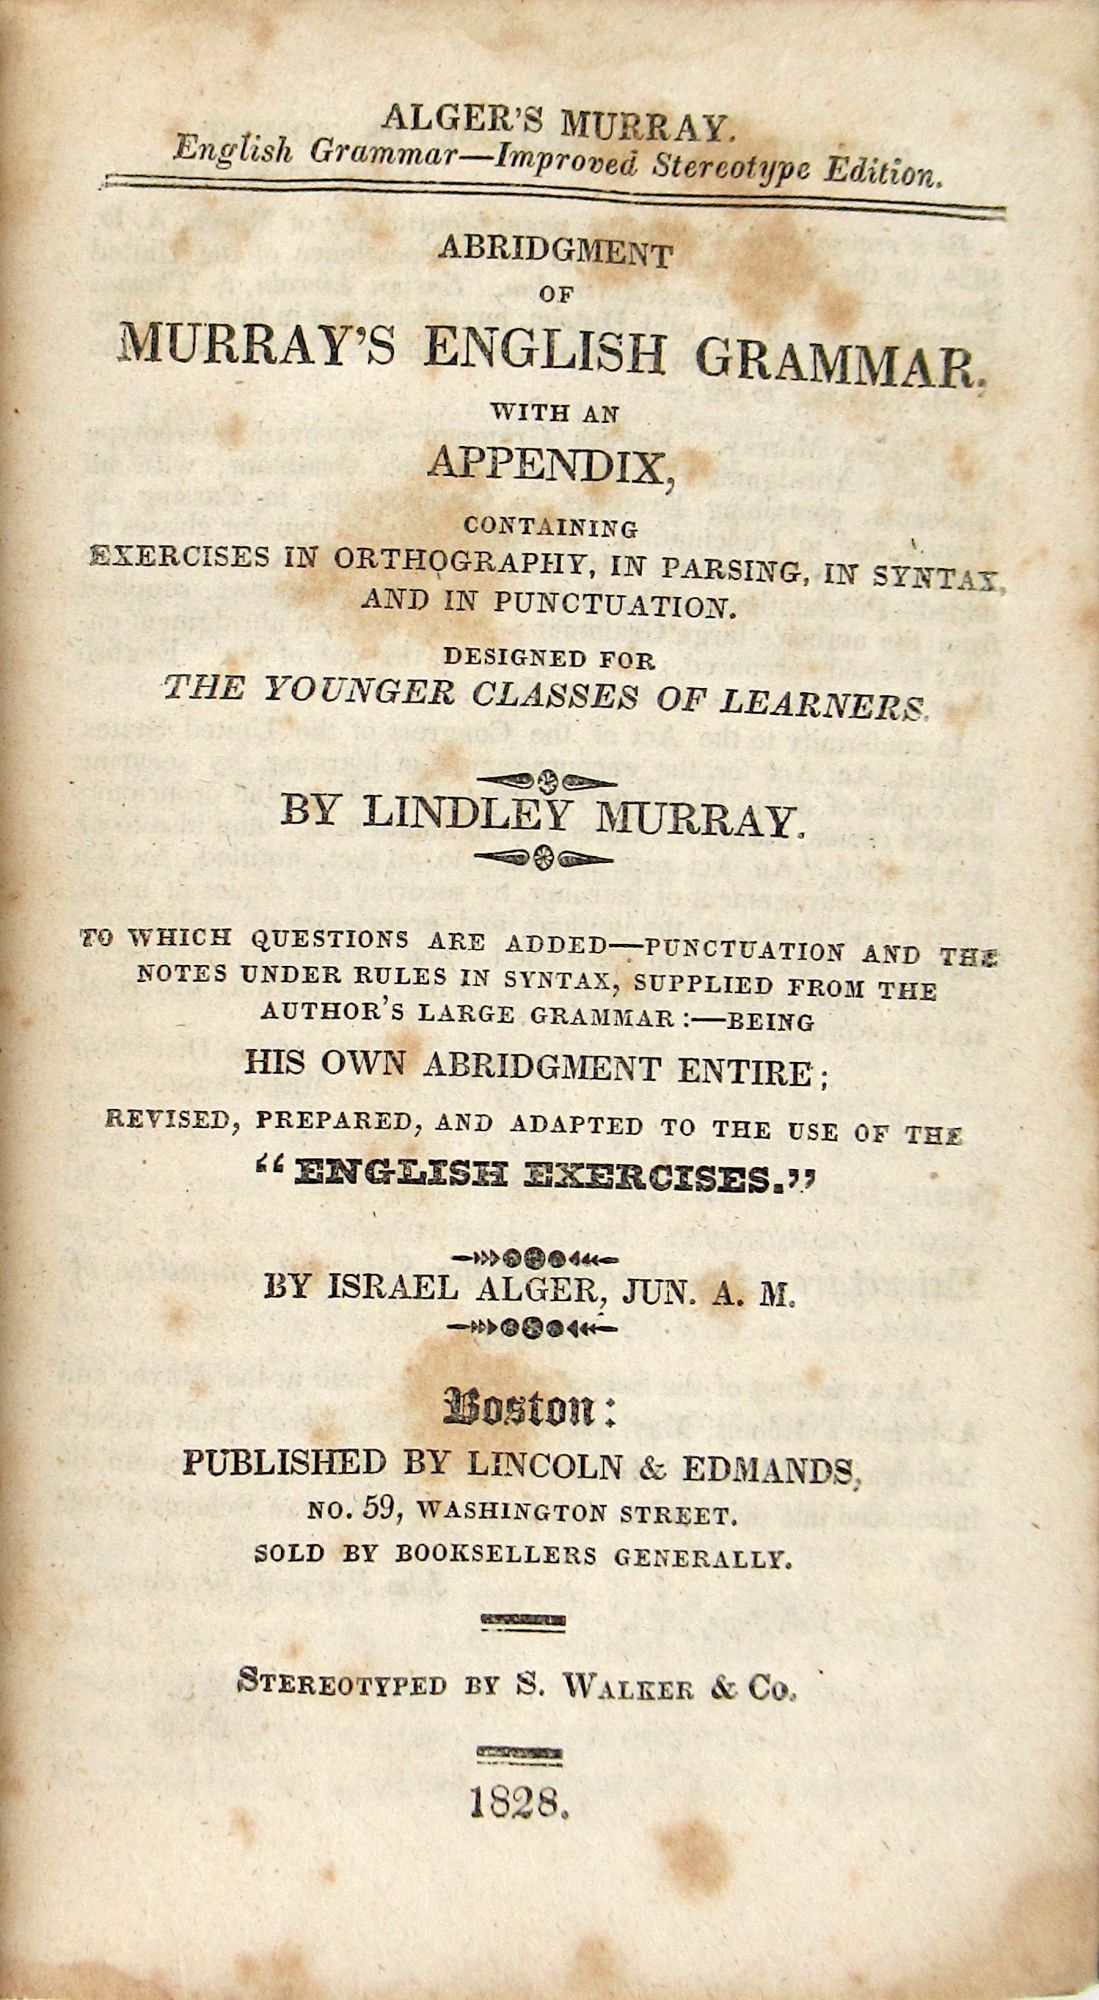 ALGER'S MURRAY.
English Grammar—Improved Stereotype Edition.
ABRIDGMENT
OF
MURRAY'S ENGLISH GRAMMAR.
WITH AN
APPENDIX,
CONTAINING
EXERCISES IN ORTHOGRAPHY, IN PARSING, IN SYNTAX,
AND IN PUNCTUATION.
DESIGNED FOR
THE YOUNGER CLASSES OF LEARNERS.
BY LINDLEY MURRAY.
TO WHICH QUESTIONS ARE ADDED—PUNCTUATION AND THE
NOTES UNDER RULES IN SYNTAX, SUPPLIED FROM THE
AUTHOR'S LARGE GRAMMAR:—BEING
HIS OWN ABRIDGMENT ENTIRE;
REVISED, PREPARED, AND ADAPTED TO THE USE OF THE
"ENGLISH EXERCISES."
BY ISRAEL ALGER, JUN. A. M.
Boston:
PUBLISHED BY LINCOLN & EDMANDS,
NO. 59, WASHINGTON STREET.
SOLD BY BOOKSELLERS GENERALLY.
STEREOTYPED BY S. WALKER & CO.
1828.